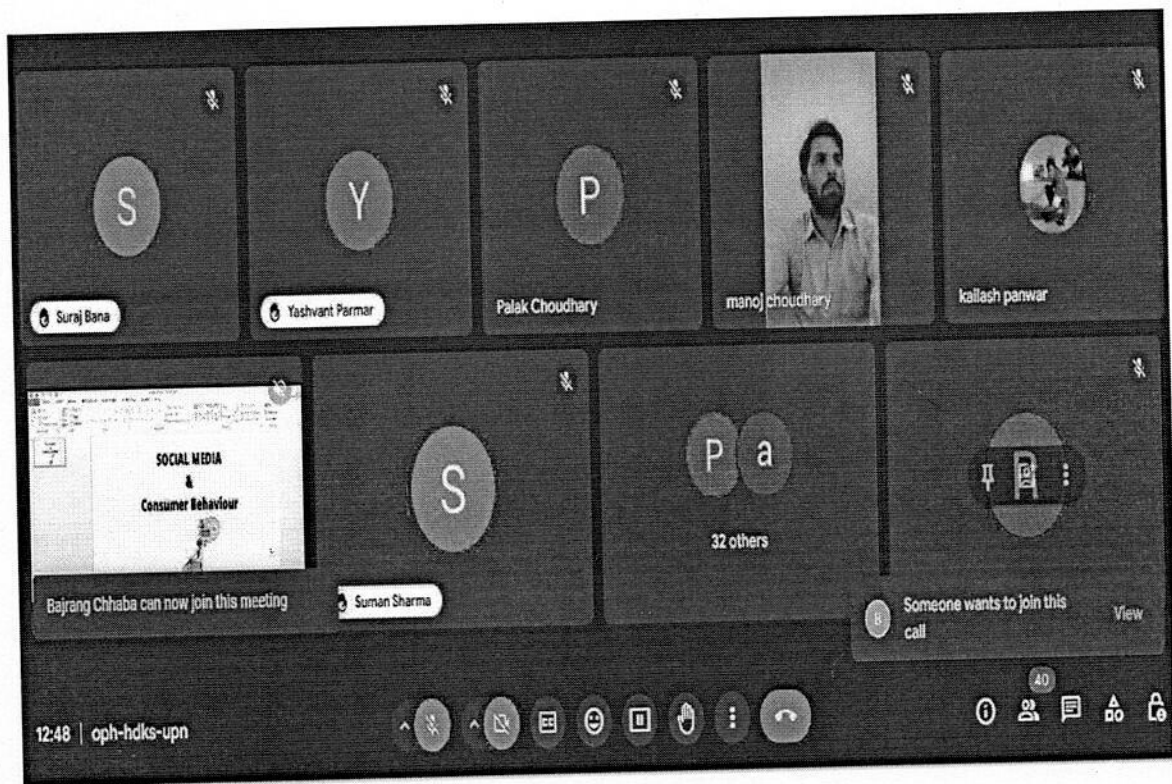 S
Suraj Bana
Y
Yashvant Parmar
P
Palak Choudhary
manoj choudhary
kailash panwar
SOCIAL MEDIA
&
Consumer Behaviour
Bajrang Chhaba can now join this meeting
S
Suman Sharma
P a
32 others
R
B
Someone wants to join this
call
View
40
12:48 | oph-hdks-upn